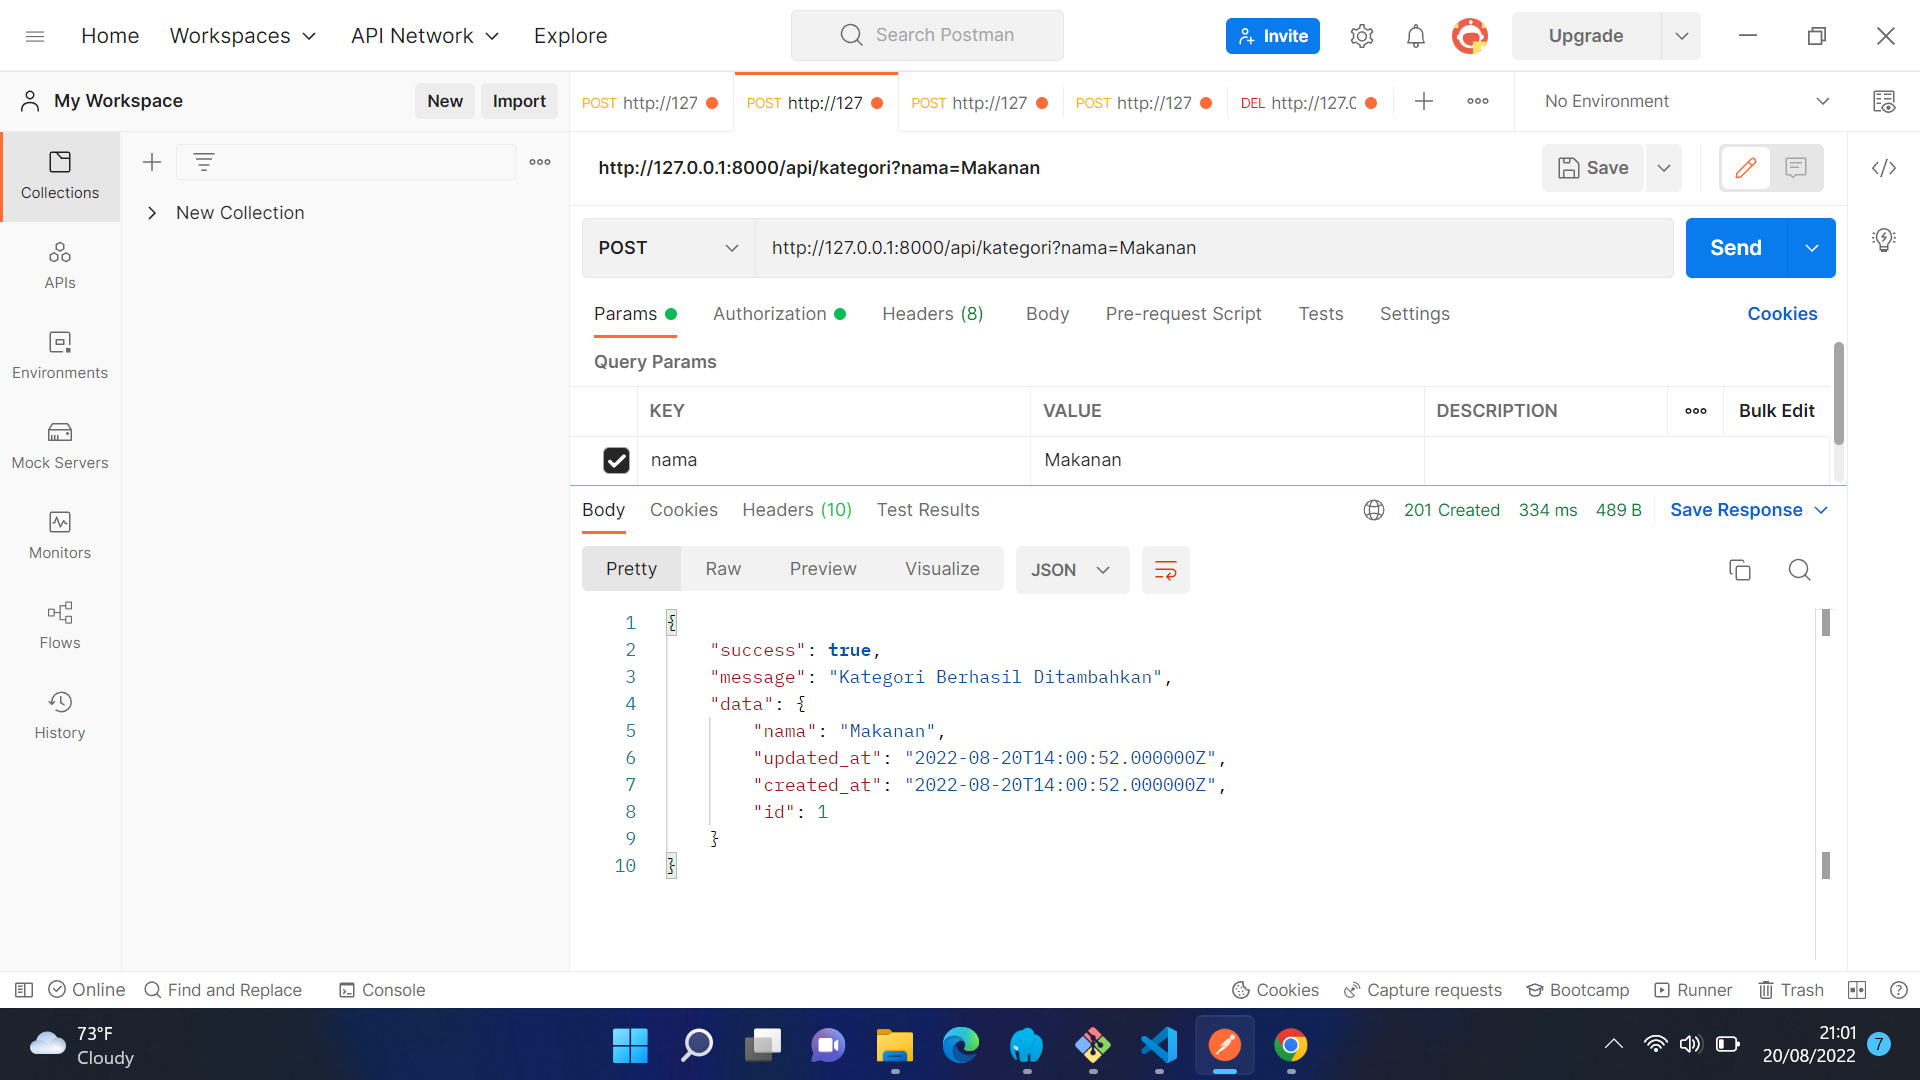 Home Workspaces API Network Explore Search Postman Invite Upgrade
My Workspace New Import
POST http://127 POST http://127 POST http://127 POST http://127 DEL http://127.0 No Environment
Collections
New Collection
APIs
Environments
Mock Servers
Monitors
Flows
History
http://127.0.0.1:8000/api/kategori?nama=Makanan Save
POST http://127.0.0.1:8000/api/kategori?nama=Makanan Send
Params Authorization Headers (8) Body Pre-request Script Tests Settings Cookies
Query Params
KEY VALUE DESCRIPTION Bulk Edit
nama Makanan
Body Cookies Headers (10) Test Results 201 Created 334 ms 489 B Save Response
Pretty Raw Preview Visualize JSON
1 {
2 "success": true,
3 "message": "Kategori Berhasil Ditambahkan",
4 "data": {
5 "nama": "Makanan",
6 "updated_at": "2022-08-20T14:00:52.000000Z",
7 "created_at": "2022-08-20T14:00:52.000000Z",
8 "id": 1
9 }
10 }
Online Find and Replace Console Cookies Capture requests Bootcamp Runner Trash
73°F
Cloudy
21:01
20/08/2022
7